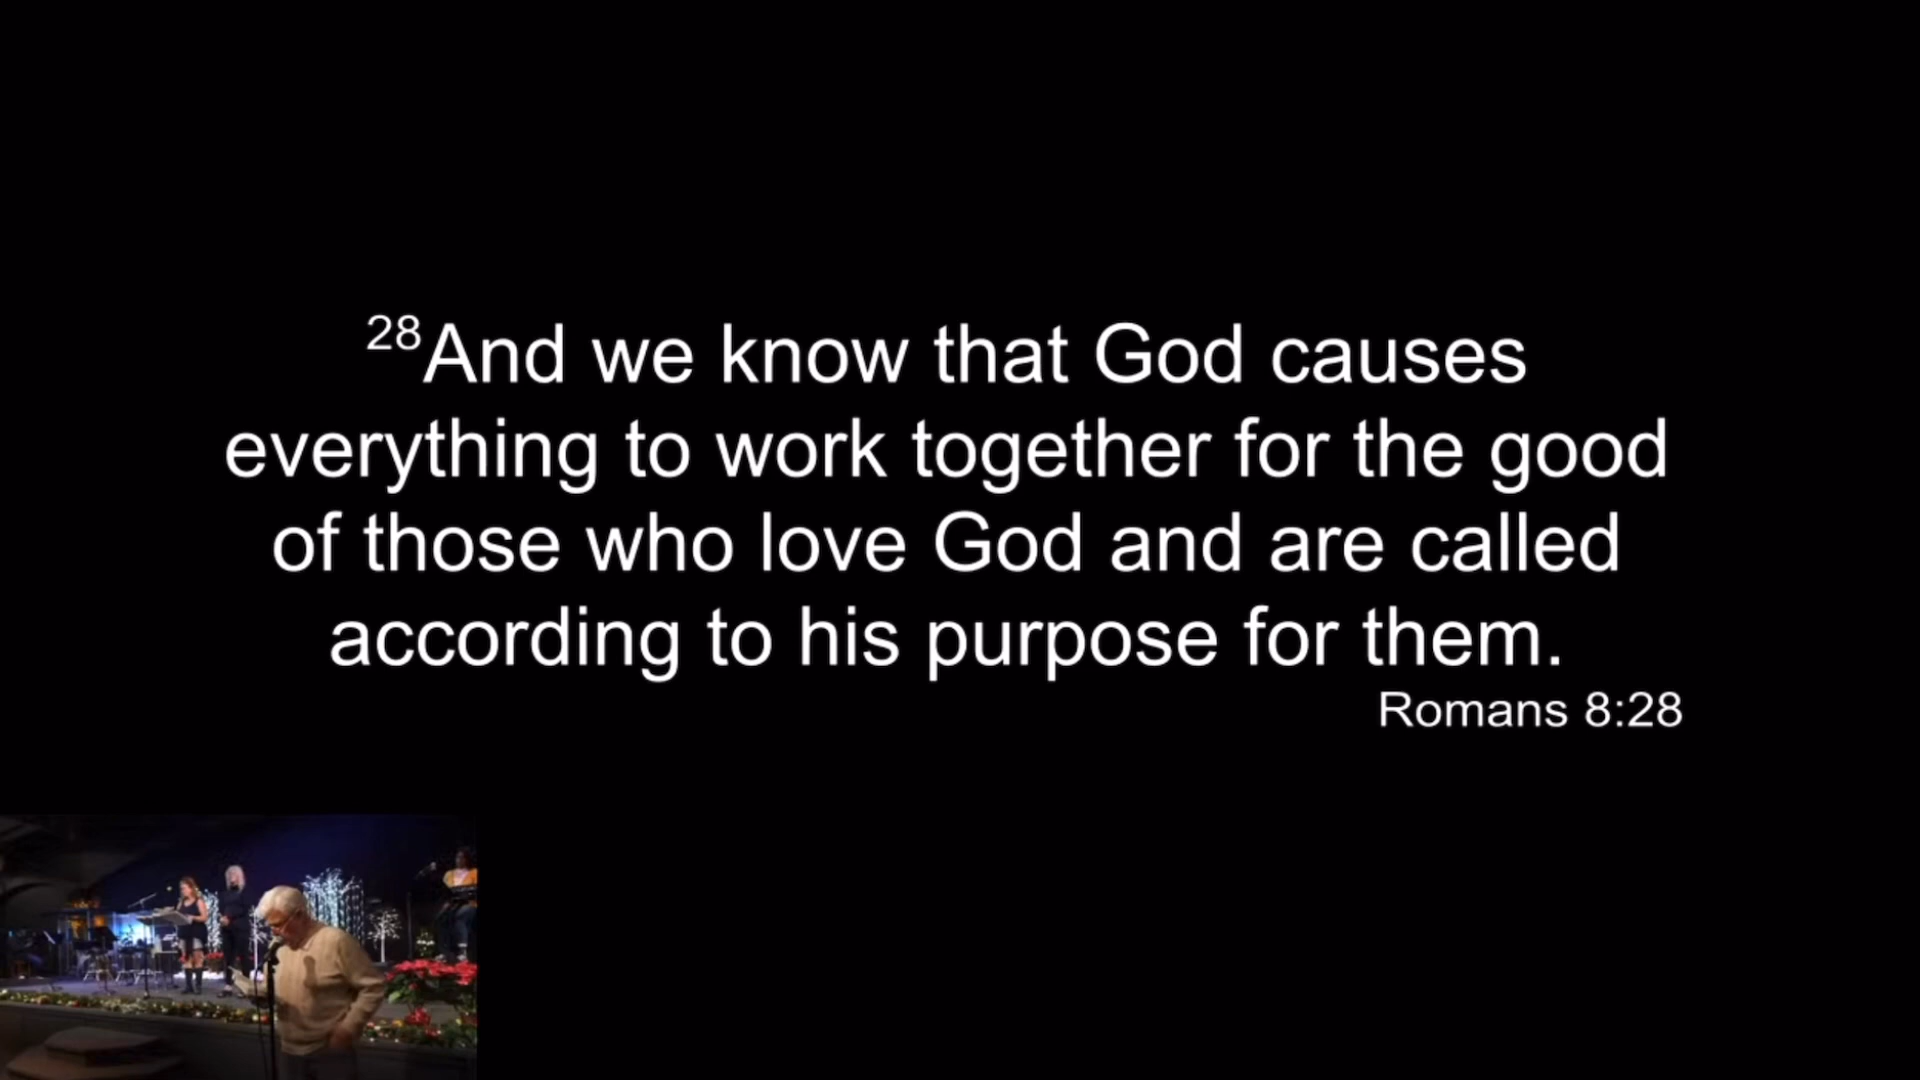 28And we know that God causes
everything to work together for the good
of those who love God and are called
according to his purpose for them.
Romans 8:28